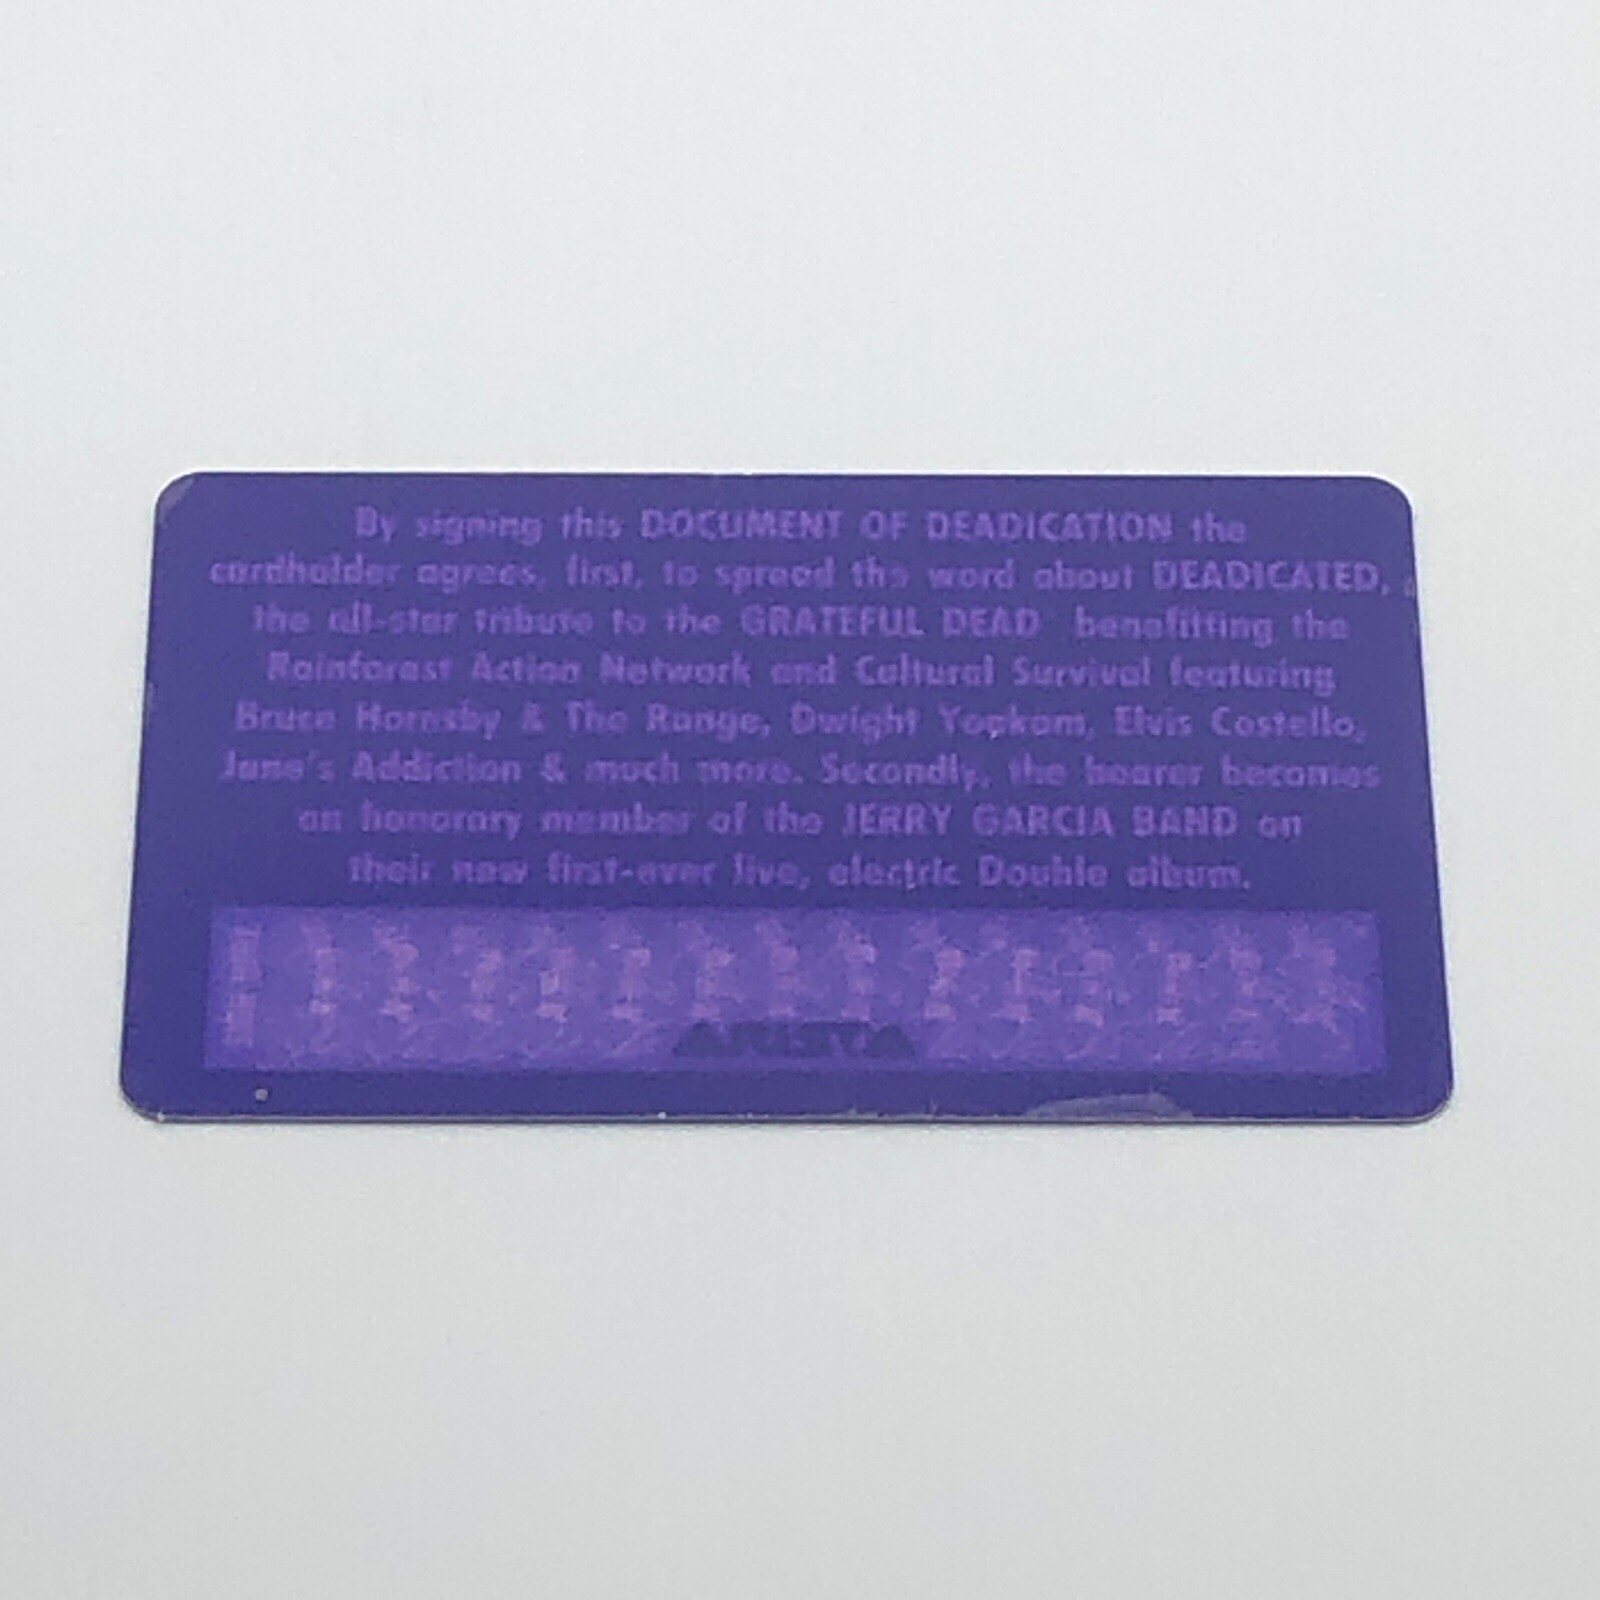 By signing this DOCUMENT OF DEADICATION the
cardholder agrees, first, to spread the word about DEADICATED,
the all-star tribute to the GRATEFUL DEAD benefitting the
Rainforest Action Network and Cultural Survival featuring
Bruce Hornsby & The Range, Dwight Yoakam, Elvis Costello,
Jane's Addiction & much more. Secondly, the bearer becomes
an honorary member of the JERRY GARCIA BAND on
their new first-ever live, electric Double album.
ARISTA